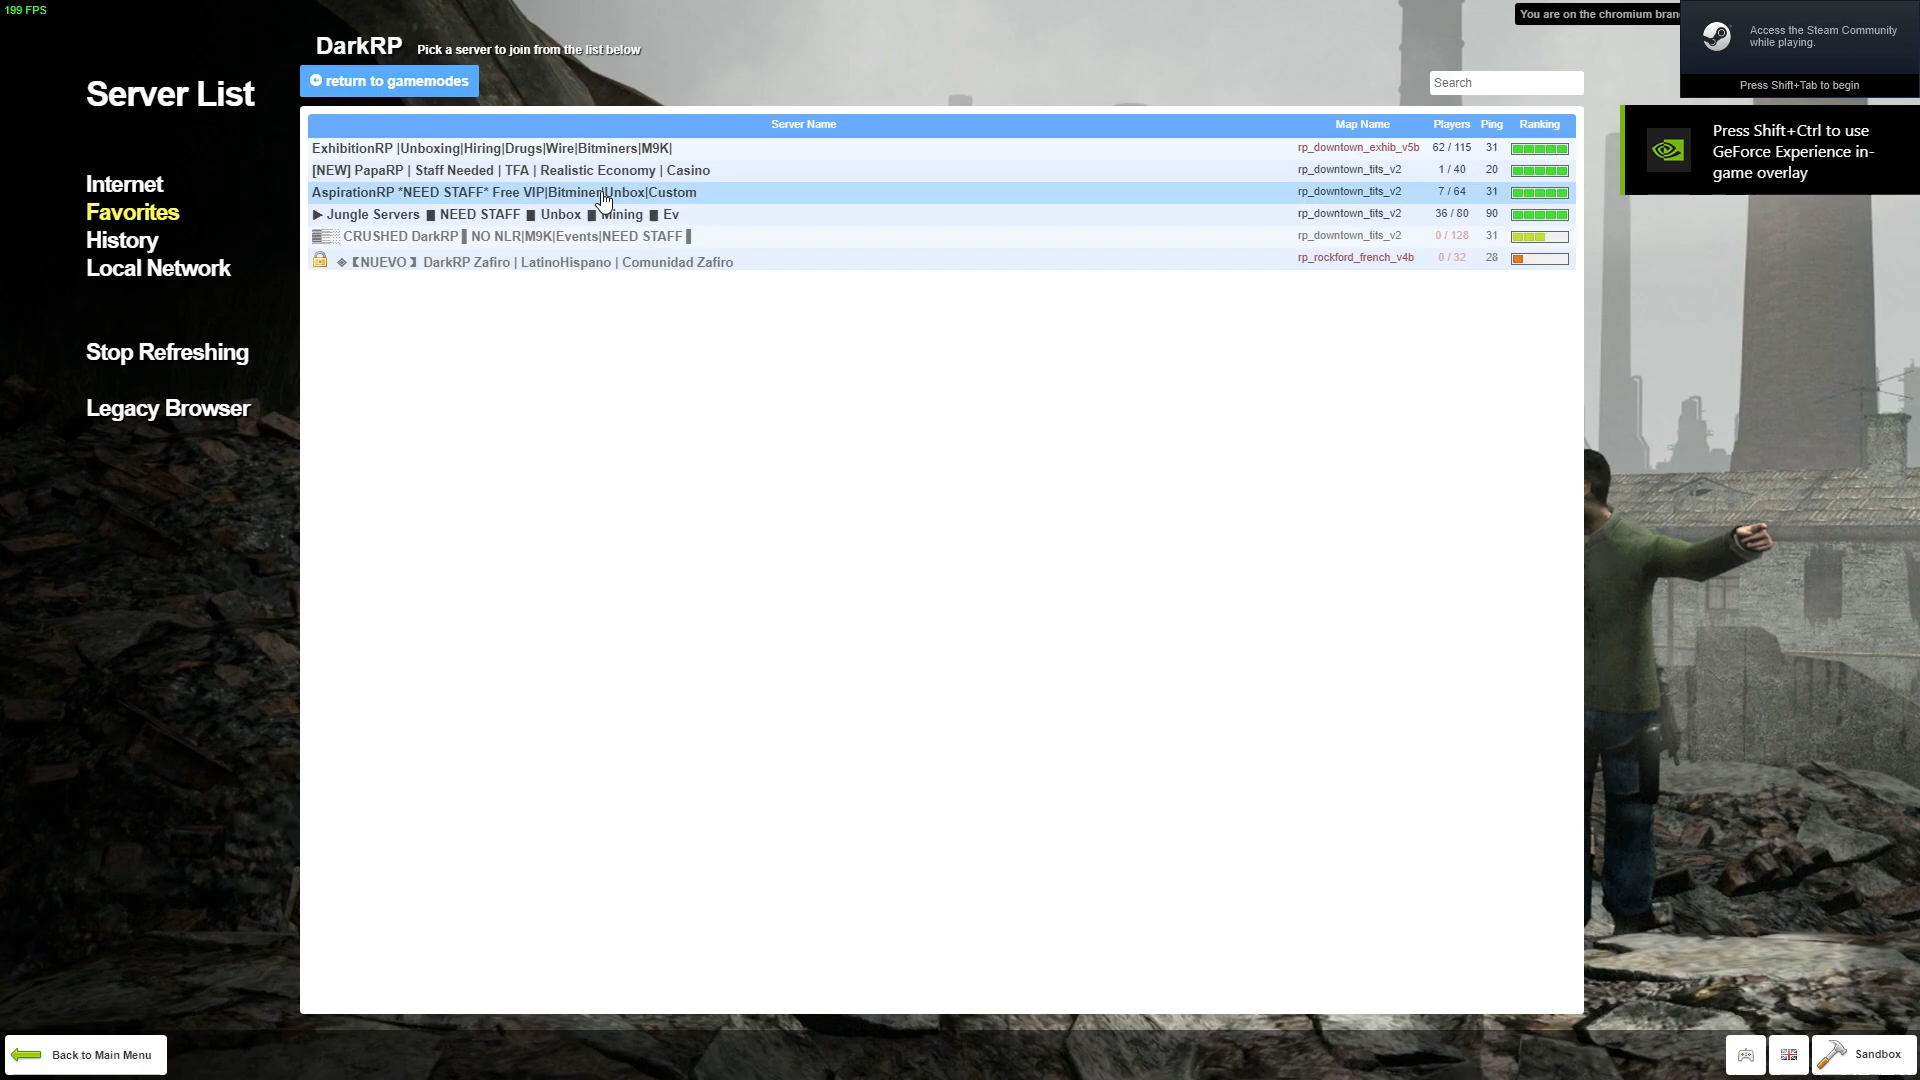 199 FPS
You are on the chromium bran
Access the Steam Community
while playing.
Press Shift+Tab to begin
Press Shift+Ctrl to use
GeForce Experience in-
game overlay
Server List
Internet
Favorites
History
Local Network
Stop Refreshing
Legacy Browser
DarkRP Pick a server to join from the list below
return to gamemodes
Search
Server Name Map Name Players Ping Ranking
ExhibitionRP |Unboxing|Hiring|Drugs|Wire|Bitminers|M9K| rp_downtown_exhib_v5b 62 / 115 31
[NEW] PapaRP | Staff Needed | TFA | Realistic Economy | Casino rp_downtown_tits_v2 1 / 40 20
AspirationRP *NEED STAFF* Free VIP|Bitminer|Unbox|Custom rp_downtown_tits_v2 7 / 64 31
▶ Jungle Servers █ NEED STAFF █ Unbox █ Mining █ Ev rp_downtown_tits_v2 36 / 80 90
▓▒░ CRUSHED DarkRP ▌NO NLR|M9K|Events|NEED STAFF ▌ rp_downtown_tits_v2 0 / 128 31
◈【NUEVO】 DarkRP Zafiro | LatinoHispano | Comunidad Zafiro rp_rockford_french_v4b 0 / 32 28
Back to Main Menu
Sandbox